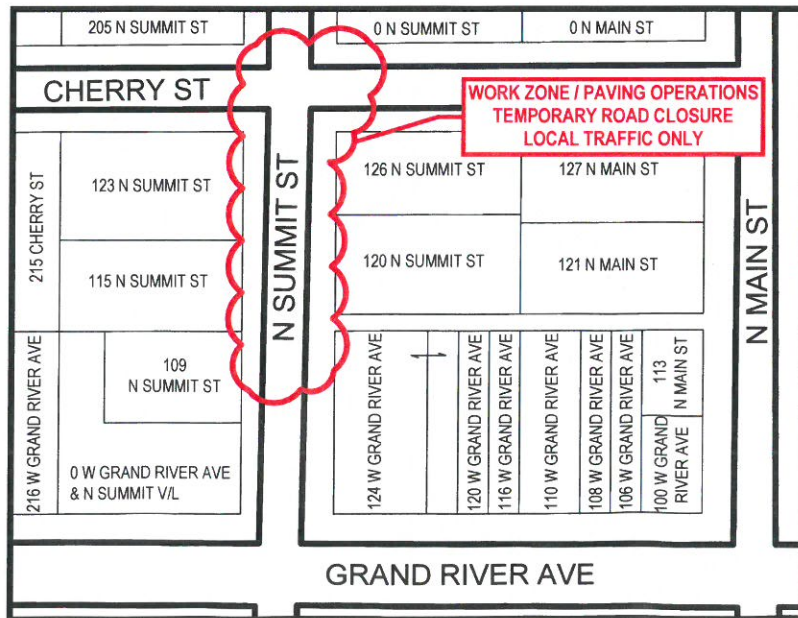 205 N SUMMIT ST
0 N SUMMIT ST
0 N MAIN ST
CHERRY ST
WORK ZONE / PAVING OPERATIONS
TEMPORARY ROAD CLOSURE
LOCAL TRAFFIC ONLY
215 CHERRY ST
123 N SUMMIT ST
N SUMMIT ST
126 N SUMMIT ST
127 N MAIN ST
N MAIN ST
115 N SUMMIT ST
120 N SUMMIT ST
121 N MAIN ST
216 W GRAND RIVER AVE
109
N SUMMIT ST
0 W GRAND RIVER AVE
& N SUMMIT V/L
124 W GRAND RIVER AVE
120 W GRAND RIVER AVE
116 W GRAND RIVER AVE
110 W GRAND RIVER AVE
108 W GRAND RIVER AVE
106 W GRAND RIVER AVE
113
N MAIN ST
100 W GRAND
RIVER AVE
GRAND RIVER AVE